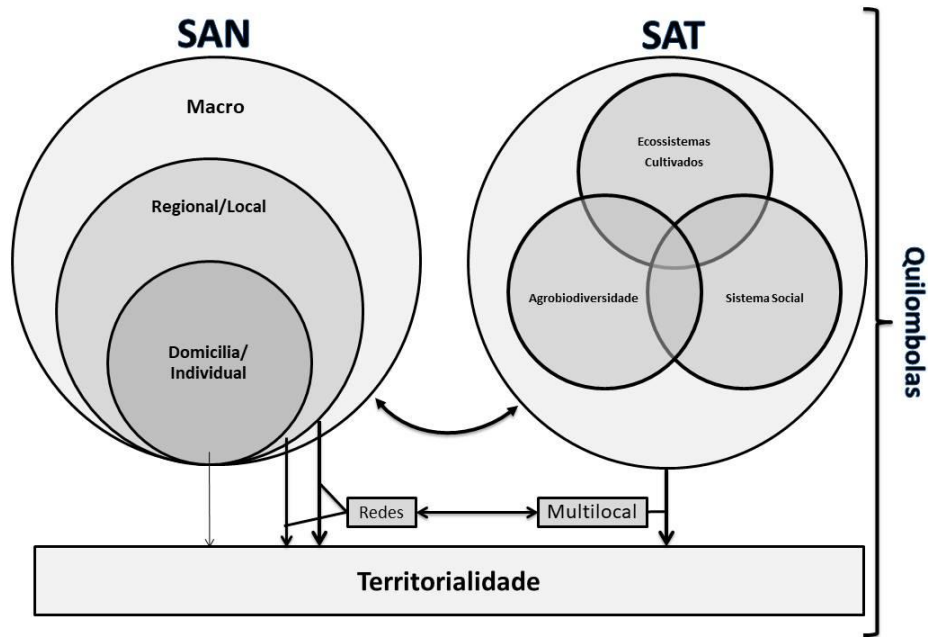 SAN
SAT
Macro
Regional/Local
Domicilia/
Individual
Ecossistemas
Cultivados
Agrobiodiversidade
Sistema Social
Redes
Multilocal
Territorialidade
Quilombolas